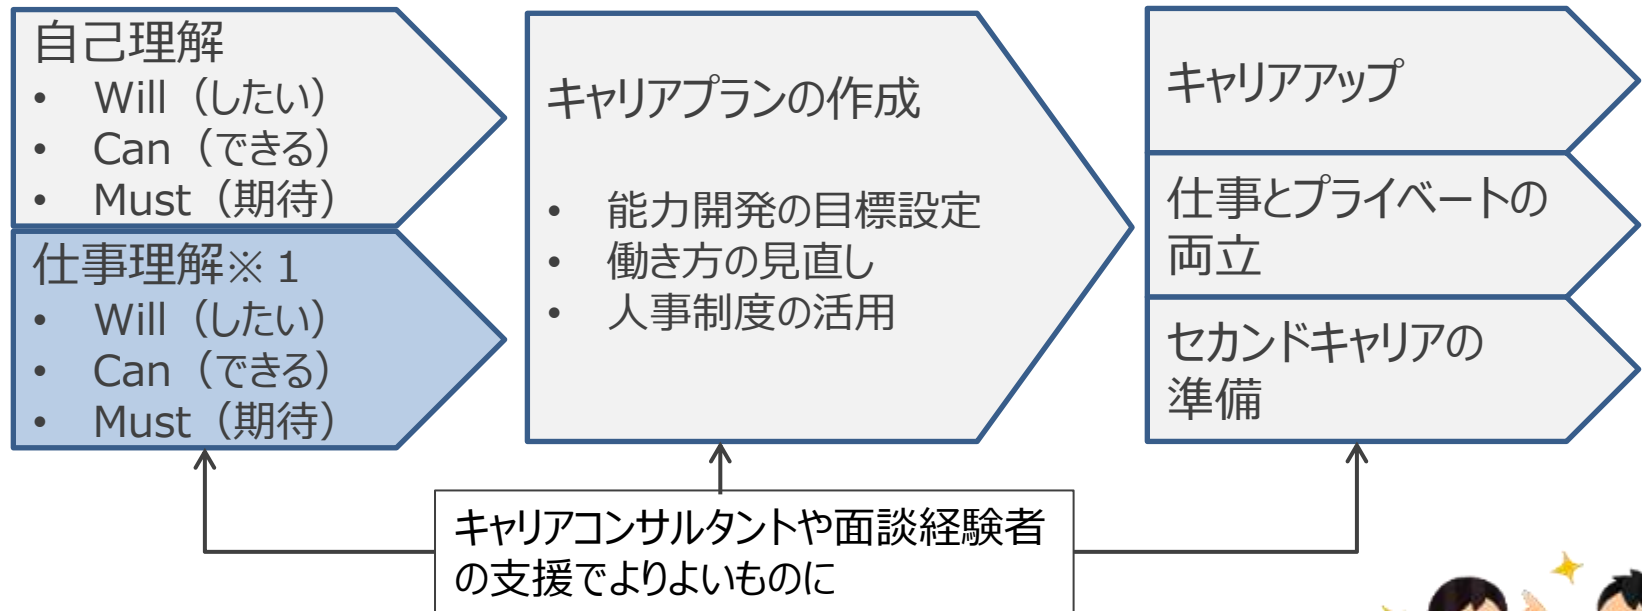 自己理解
• Will（したい）
• Can（できる）
• Must（期待）
仕事理解※１
• Will（したい）
• Can（できる）
• Must（期待）
キャリアプランの作成
• 能力開発の目標設定
• 働き方の見直し
• 人事制度の活用
キャリアアップ
仕事とプライベートの
両立
セカンドキャリアの
準備
キャリアコンサルタントや面談経験者
の支援でよりよいものに